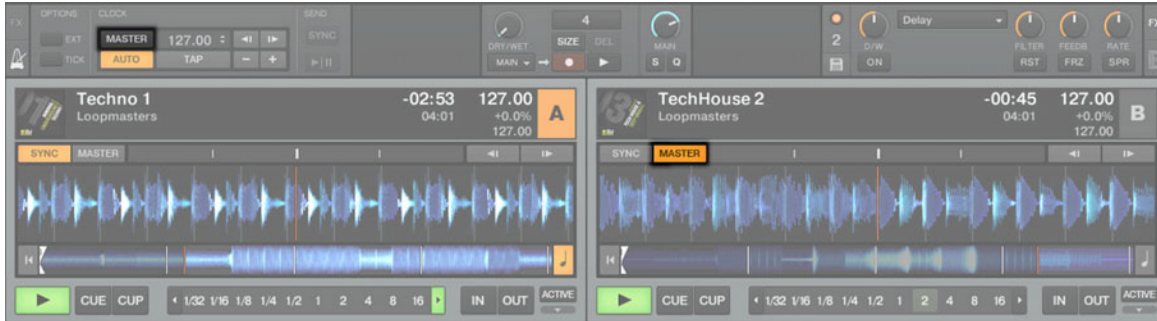 FX
OPTIONS CLOCK SEND
EXT MASTER 127.00 SYNC
TICK AUTO TAP - +
DRY/WET 4 SIZE DEL MAIN
MAIN S Q
2 D/W Delay FILTER FEEDB RATE
ON RST FRZ SPR
FX
Techno 1 -02:53 127.00 A
Loopmasters 04:01 +0.0%
127.00
SYNC MASTER
CUE CUP 1/32 1/16 1/8 1/4 1/2 1 2 4 8 16 IN OUT ACTIVE
TechHouse 2 -00:45 127.00 B
Loopmasters 04:01 +0.0%
127.00
SYNC MASTER
CUE CUP 1/32 1/16 1/8 1/4 1/2 1 2 4 8 16 IN OUT ACTIVE